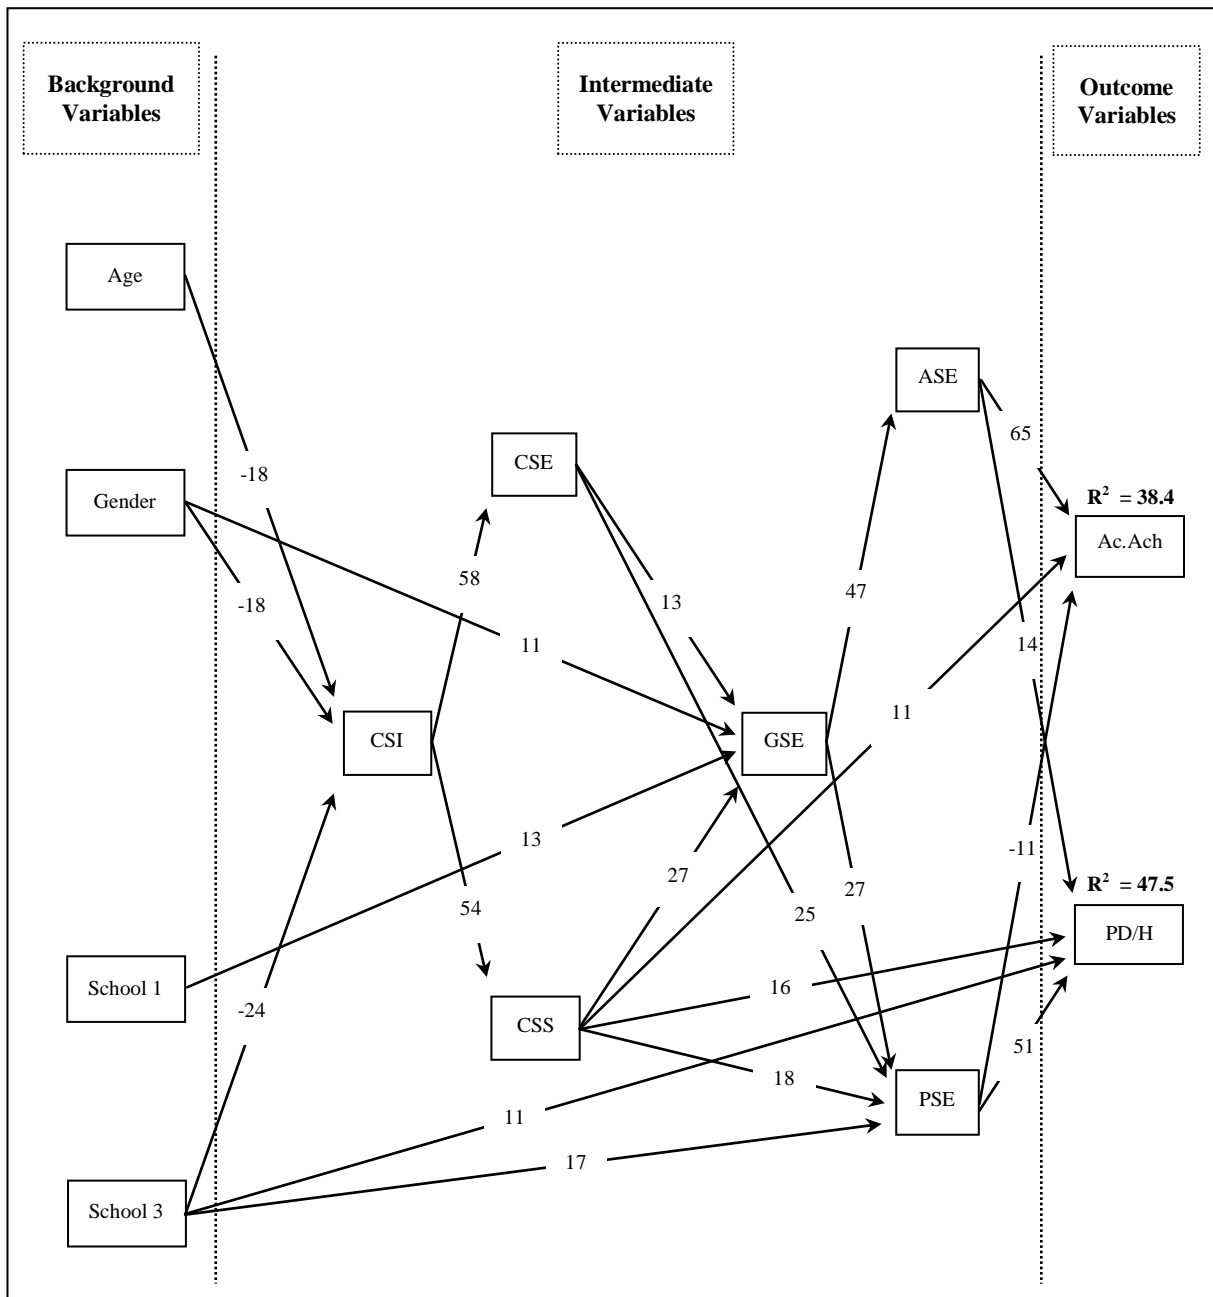 Background
Variables
Intermediate
Variables
Outcome
Variables
Age
ASE
65
CSE
-18
Gender
R² = 38.4
Ac.Ach
58
47
-18
13
11
14
11
CSI
GSE
13
-11
27
27
R² = 47.5
54
25
PD/H
School 1
16
-24
CSS
51
18
PSE
11
17
School 3